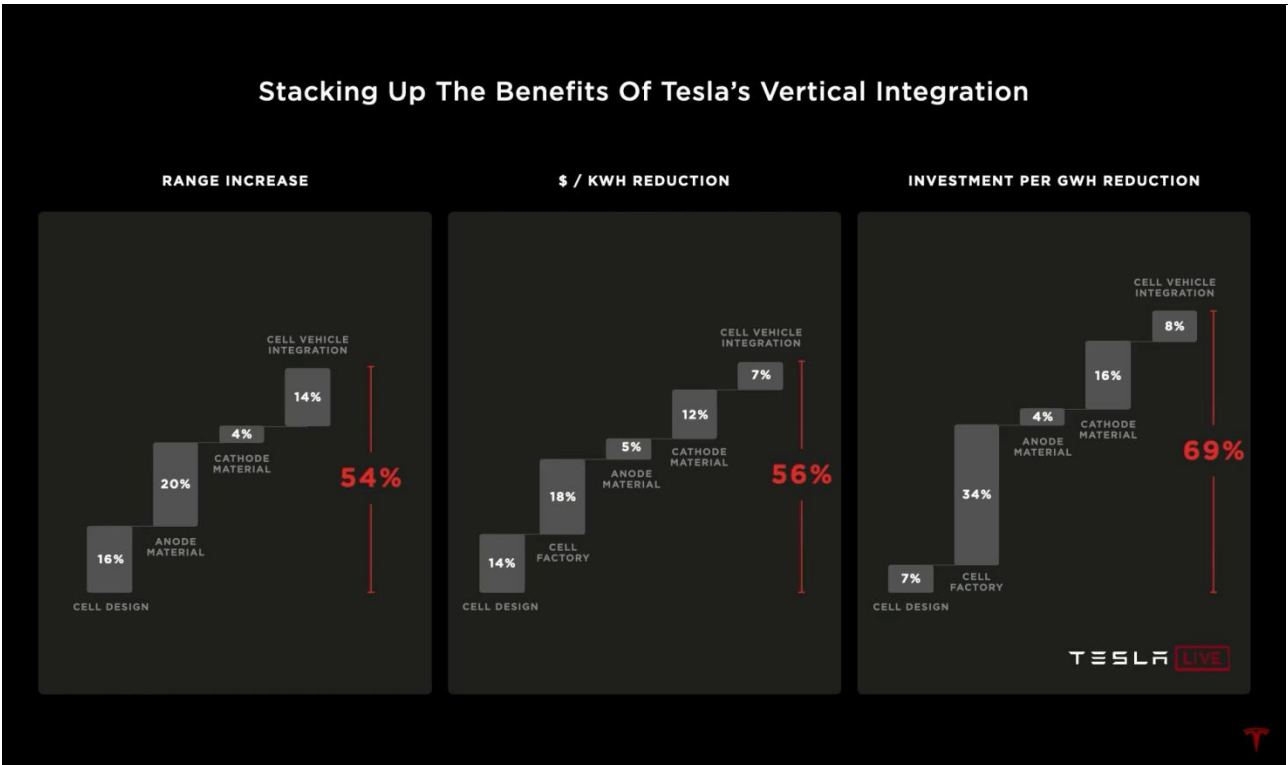 Stacking Up The Benefits Of Tesla's Vertical Integration
RANGE INCREASE
CELL VEHICLE
INTEGRATION
14%
4%
CATHODE
MATERIAL
20%
ANODE
MATERIAL
16%
CELL DESIGN
54%
$ / KWH REDUCTION
CELL VEHICLE
INTEGRATION
7%
12%
CATHODE
MATERIAL
5%
ANODE
MATERIAL
18%
CELL
FACTORY
14%
CELL DESIGN
56%
INVESTMENT PER GWH REDUCTION
CELL VEHICLE
INTEGRATION
8%
16%
CATHODE
MATERIAL
4%
ANODE
MATERIAL
34%
CELL
FACTORY
7%
CELL DESIGN
69%
TESLA LIVE